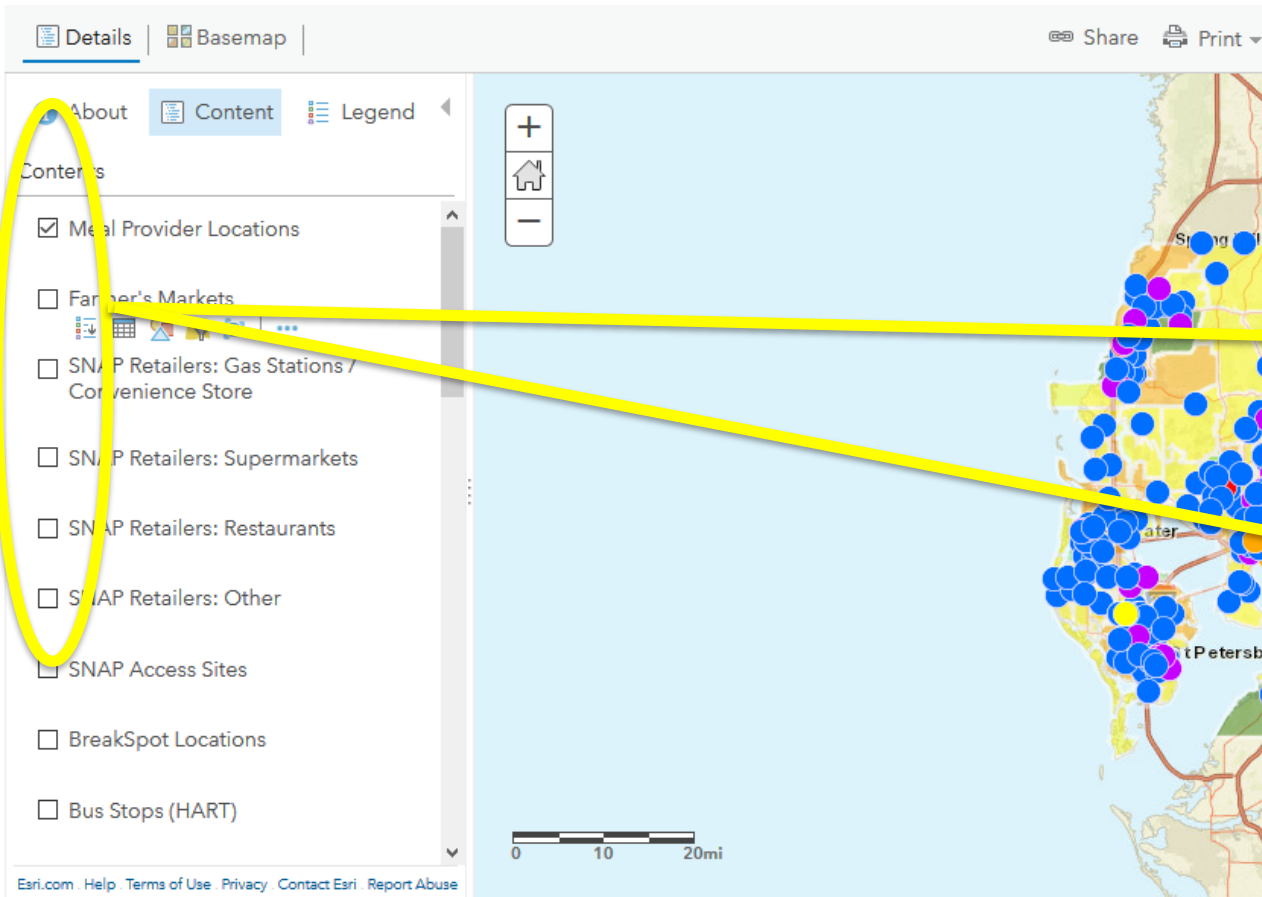 Details
Basemap
Share
Print
About
Content
Legend
Contents
Meal Provider Locations
Farmer's Markets
SNAP Retailers: Gas Stations /
Convenience Store
SNAP Retailers: Supermarkets
SNAP Retailers: Restaurants
SNAP Retailers: Other
SNAP Access Sites
BreakSpot Locations
Bus Stops (HART)
Esri.com . Help . Terms of Use . Privacy . Contact Esri . Report Abuse
+
−
0 10 20mi
ater
t Petersb